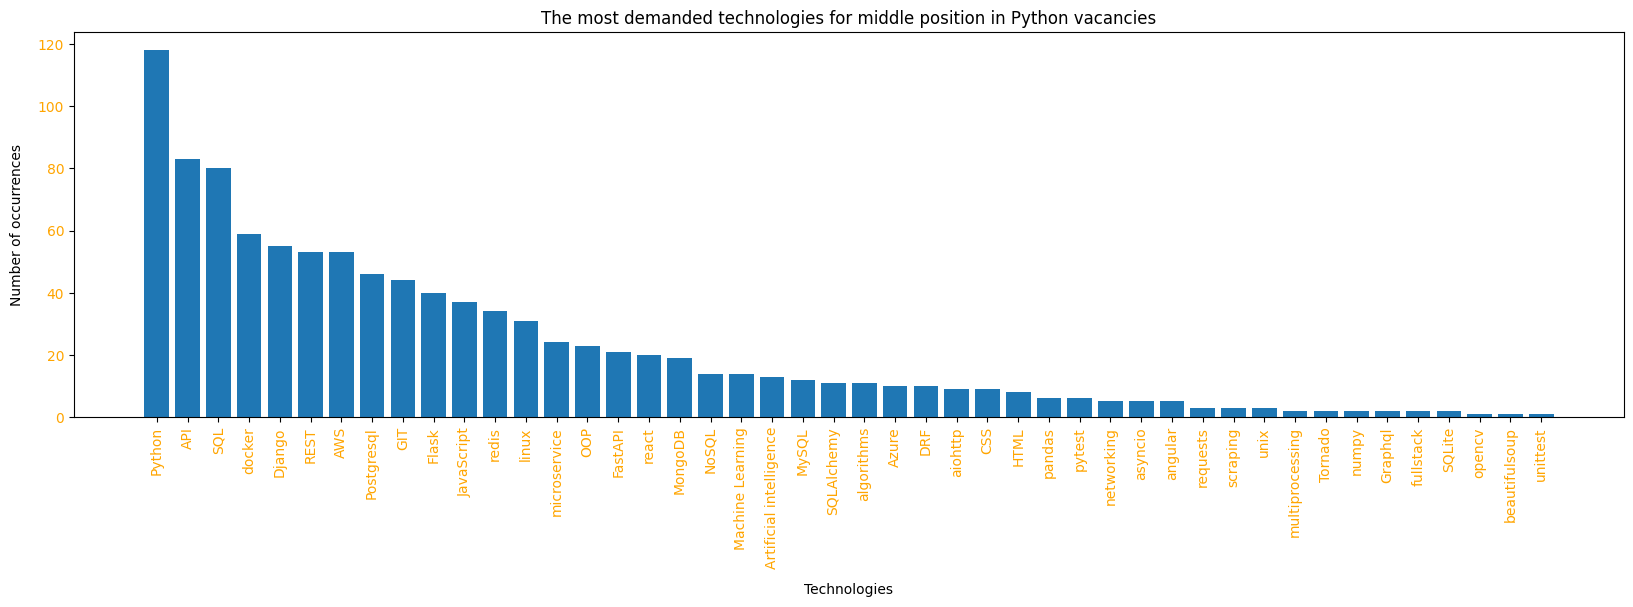 The most demanded technologies for middle position in Python vacancies
Number of occurrences
120
100
80
60
40
20
0
Python
API
SQL
docker
Django
REST
AWS
Postgresql
GIT
Flask
JavaScript
redis
linux
microservice
OOP
FastAPI
react
MongoDB
NoSQL
Machine Learning
Artificial intelligence
MySQL
SQLAlchemy
algorithms
Azure
DRF
aiohttp
CSS
HTML
pandas
pytest
networking
asyncio
angular
requests
scraping
unix
multiprocessing
Tornado
numpy
Graphql
fullstack
SQLite
opencv
beautifulsoup
unittest
Technologies